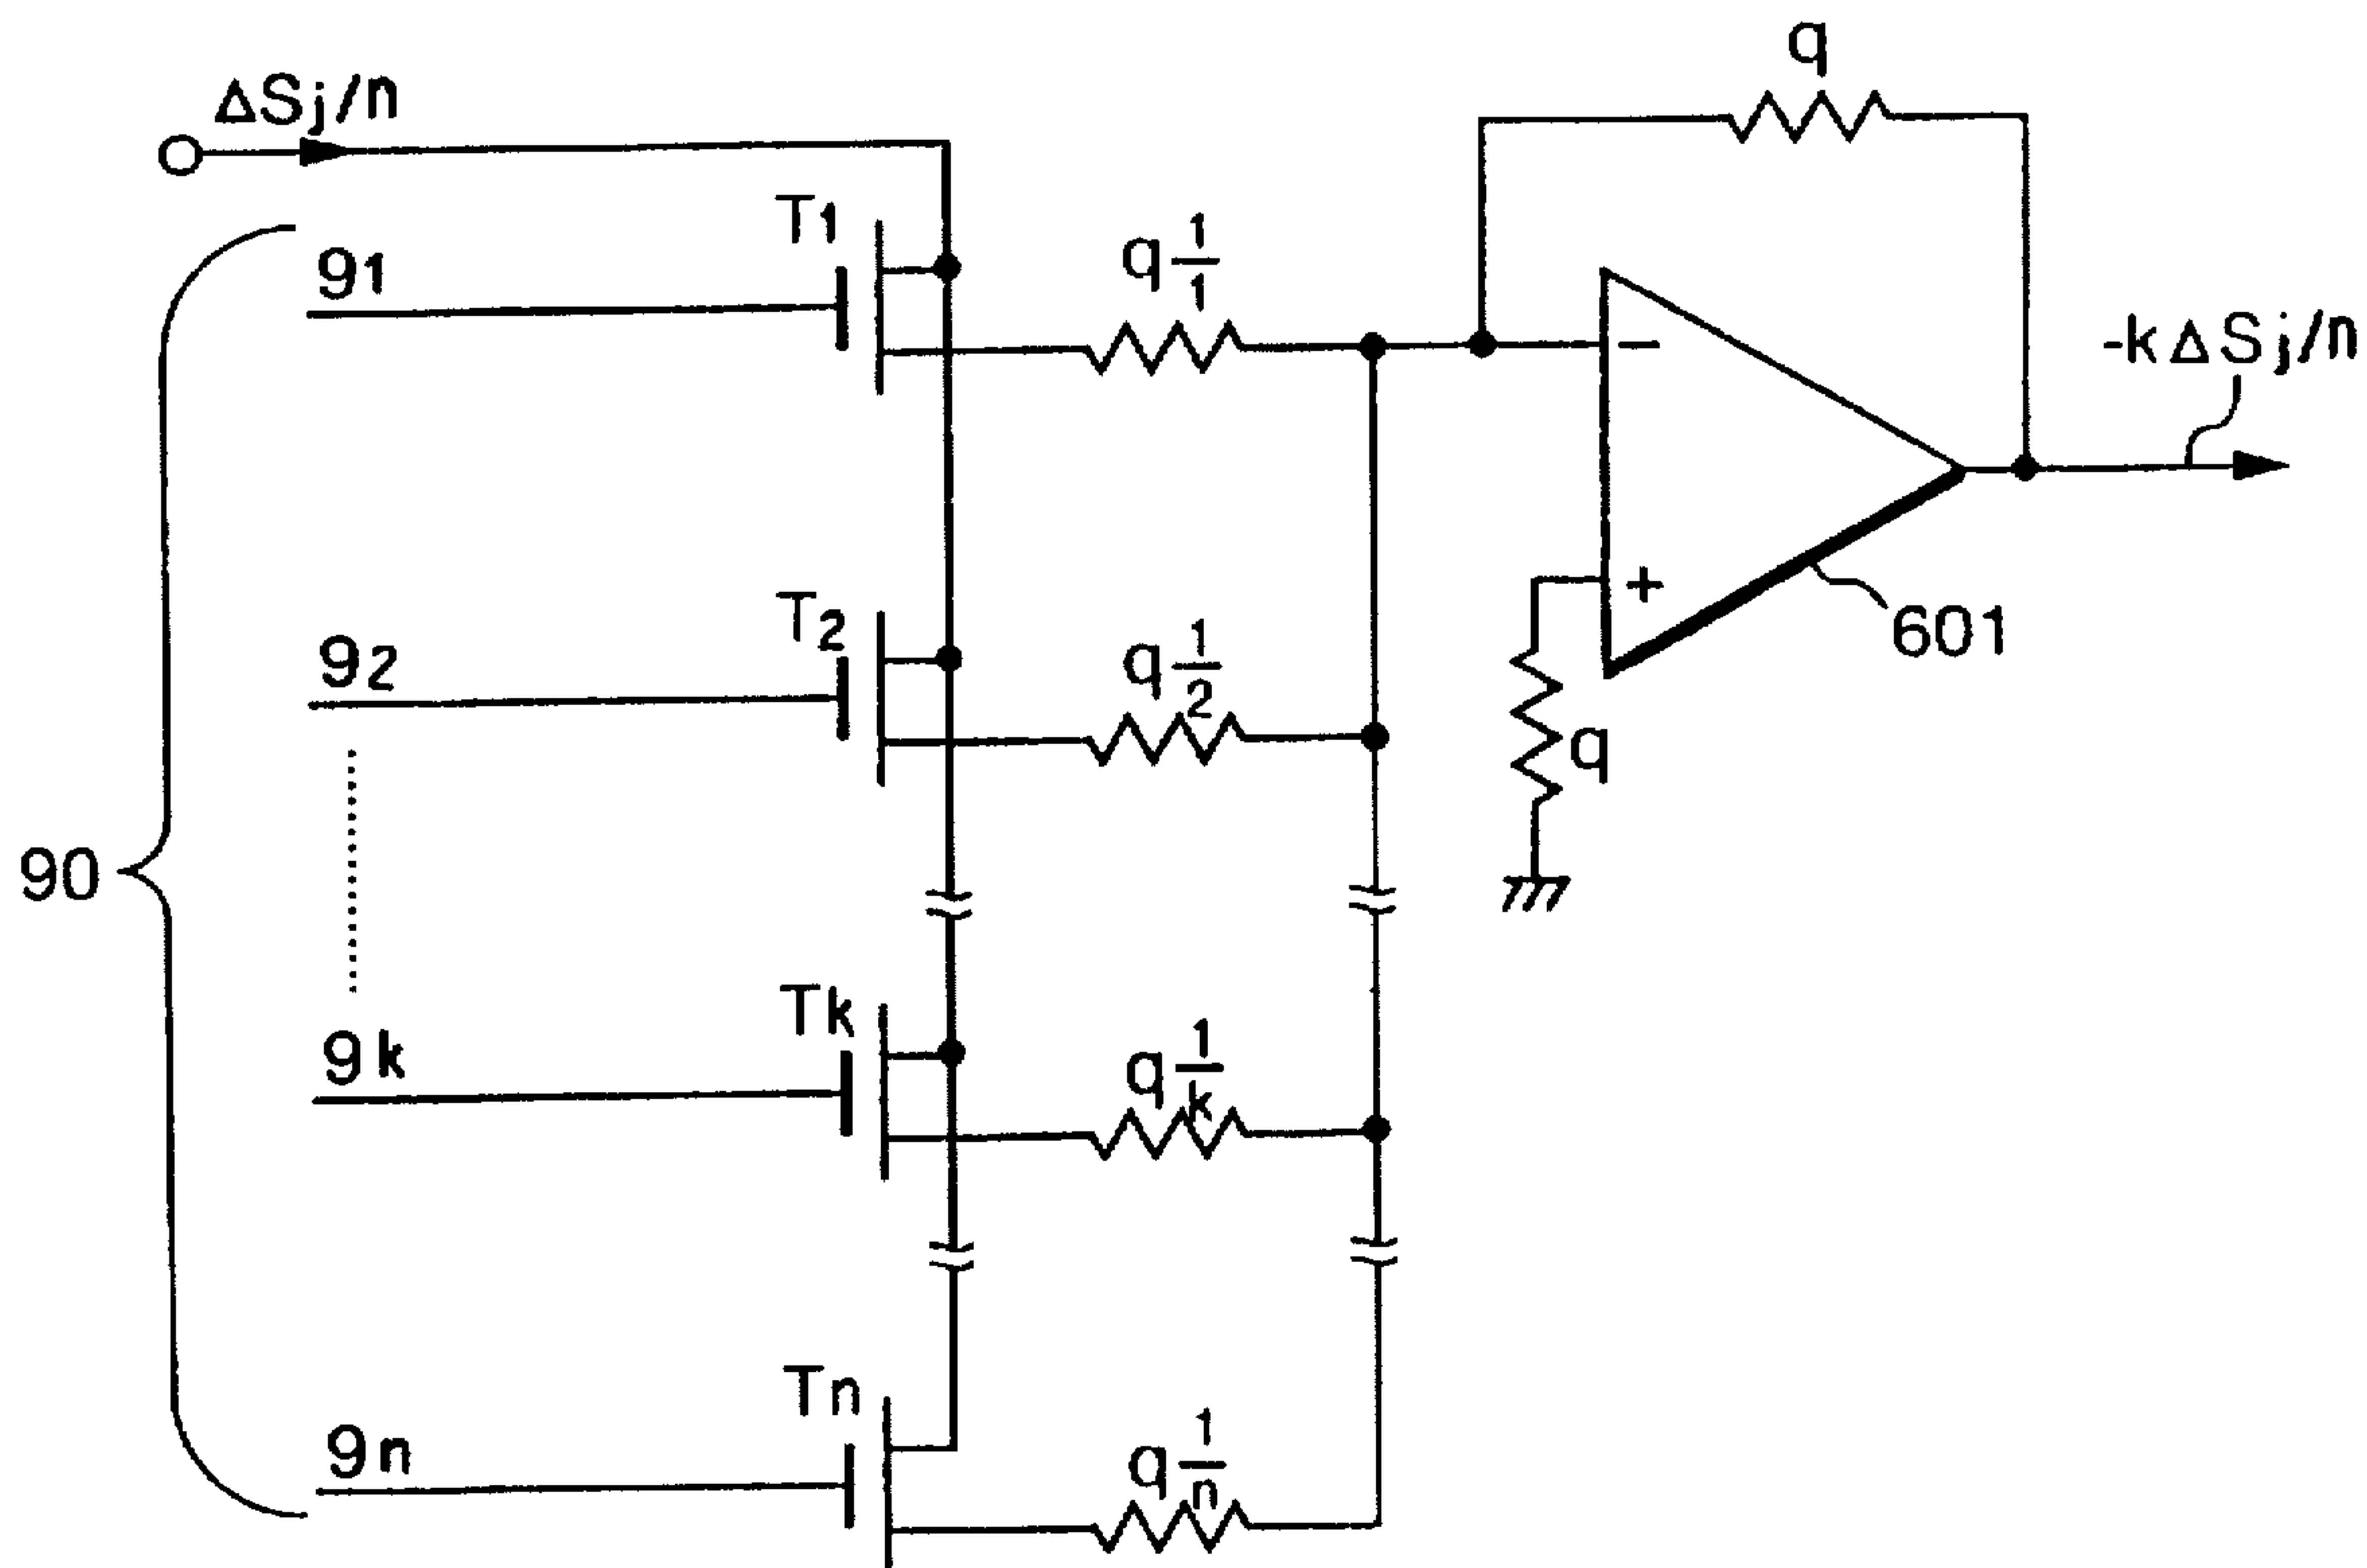 q
ΔSj/n
T1
91
q 1/1
-kΔSj/n
−
T2
92
q 1/2
+
601
q
90
Tk
9k
q 1/k
Tn
9n
q 1/n